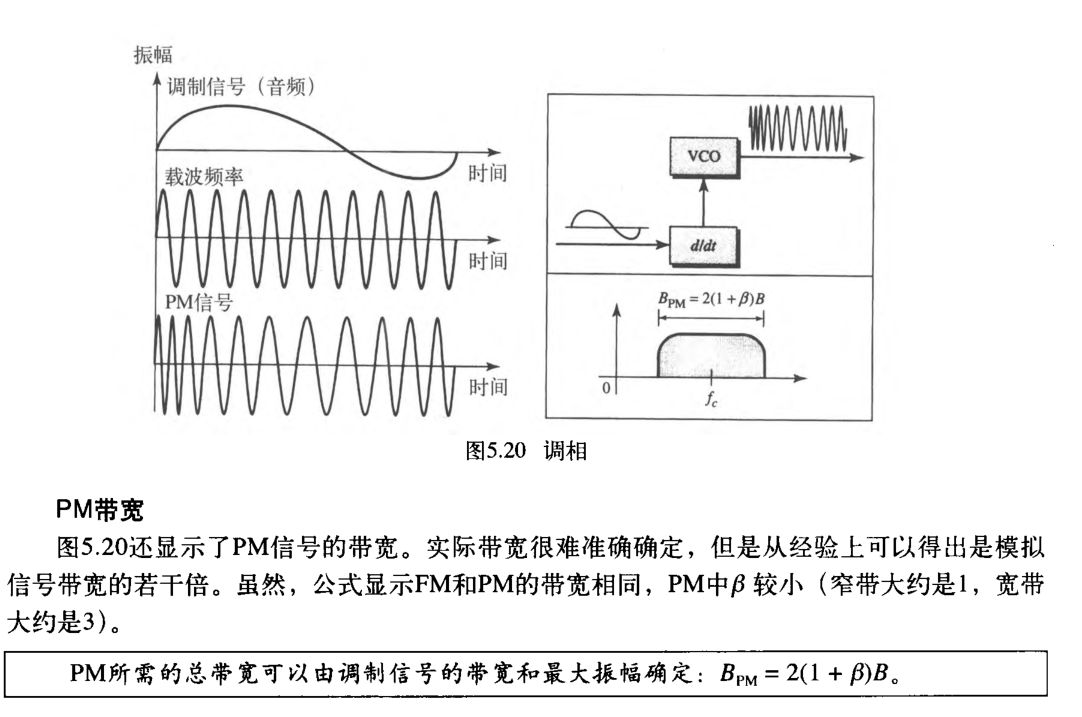 振幅
调制信号（音频）
时间
载波频率
时间
PM信号
时间
VCO
d/dt
B_PM = 2(1 + β)B
0
f_c
图5.20 调相
PM带宽
图5.20还显示了PM信号的带宽。实际带宽很难准确确定，但是从经验上可以得出是模拟
信号带宽的若干倍。虽然，公式显示FM和PM的带宽相同，PM中β 较小（窄带大约是1，宽带
大约是3）。
PM所需的总带宽可以由调制信号的带宽和最大振幅确定：B_PM = 2(1 + β)B。